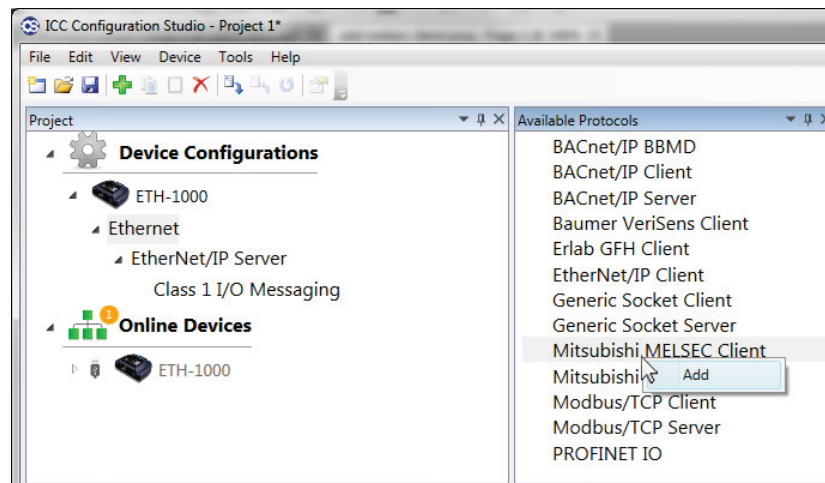 ICC Configuration Studio - Project 1*
File Edit View Device Tools Help
Project
Device Configurations
ETH-1000
Ethernet
EtherNet/IP Server
Class 1 I/O Messaging
1
Online Devices
ETH-1000
Available Protocols
BACnet/IP BBMD
BACnet/IP Client
BACnet/IP Server
Baumer VeriSens Client
Erlab GFH Client
EtherNet/IP Client
Generic Socket Client
Generic Socket Server
Mitsubishi MELSEC Client
Mitsubishi
Add
Modbus/TCP Client
Modbus/TCP Server
PROFINET IO